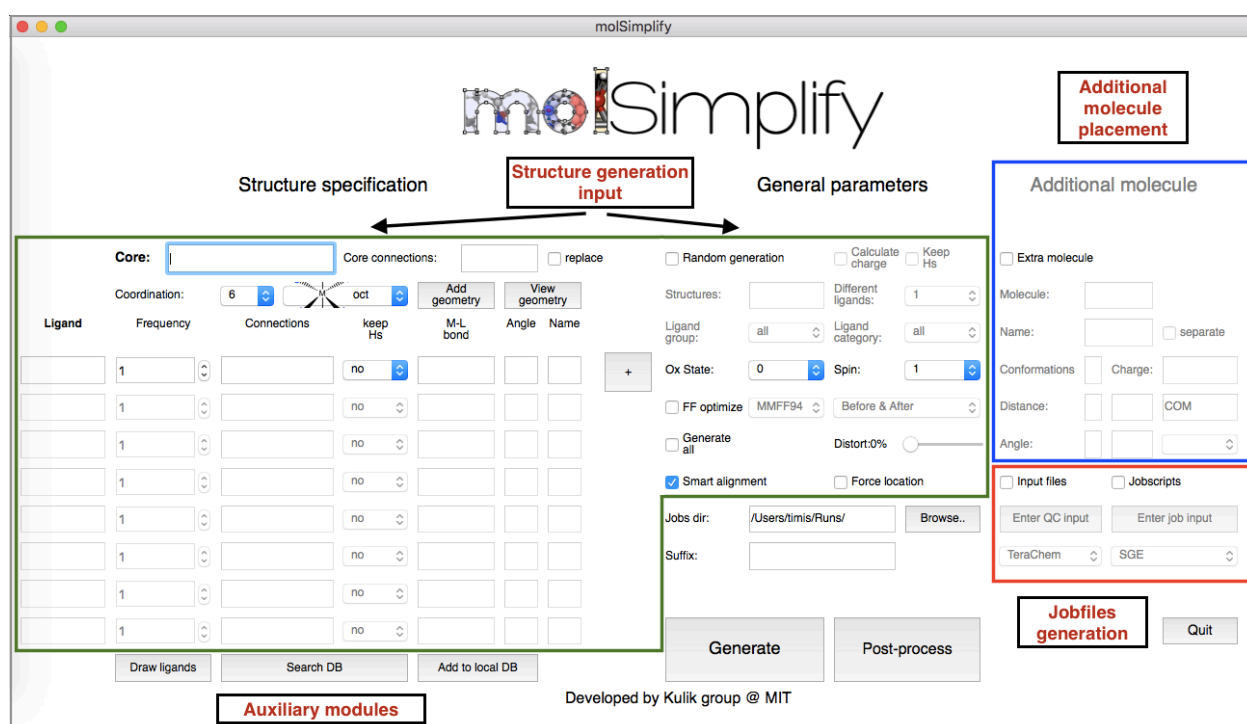 molSimplify
molSimplify
Additional
molecule
placement
Structure specification
Structure generation
input
General parameters
Additional molecule
Core:
Core connections:
replace
Random generation
Calculate
charge
Keep
Hs
Extra molecule
Coordination:
6
M
oct
Add
geometry
View
geometry
Structures:
Different
ligands:
1
Molecule:
Ligand
Frequency
Connections
keep
Hs
M-L
bond
Angle
Name
Ligand
group:
all
Ligand
category:
all
Name:
separate
1
no
+
Ox State:
0
Spin:
1
Conformations
Charge:
1
no
FF optimize
MMFF94
Before & After
Distance:
COM
1
no
Generate
all
Distort:0%
Angle:
1
no
Smart alignment
Force location
Input files
Jobscripts
1
no
Jobs dir:
/Users/timis/Runs/
Browse..
Enter QC input
Enter job input
1
no
Suffix:
TeraChem
SGE
1
no
1
no
Generate
Post-process
Jobfiles
generation
Quit
Draw ligands
Search DB
Add to local DB
Auxiliary modules
Developed by Kulik group @ MIT